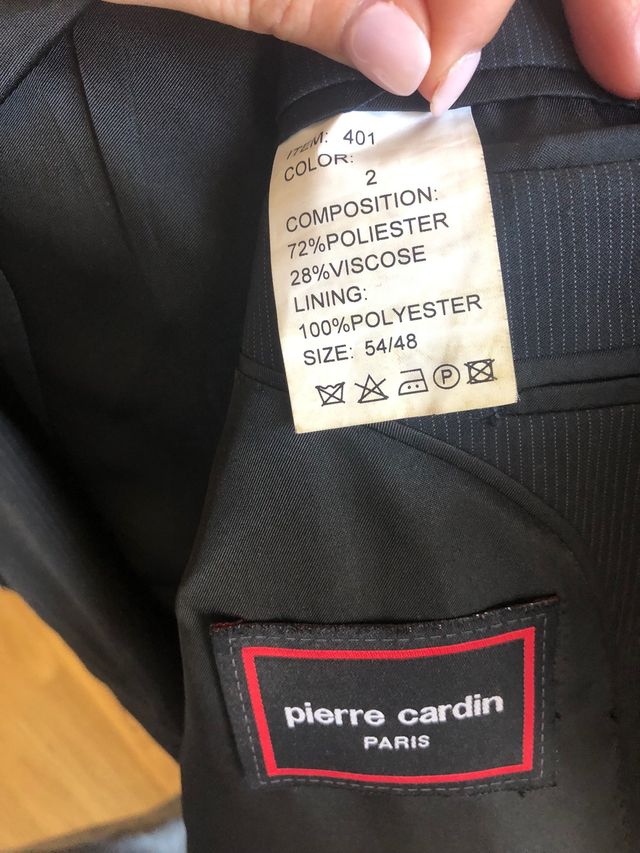 ITEM: 401
COLOR:
2
COMPOSITION:
72%POLIESTER
28%VISCOSE
LINING:
100%POLYESTER
SIZE: 54/48
P
pierre cardin
PARIS